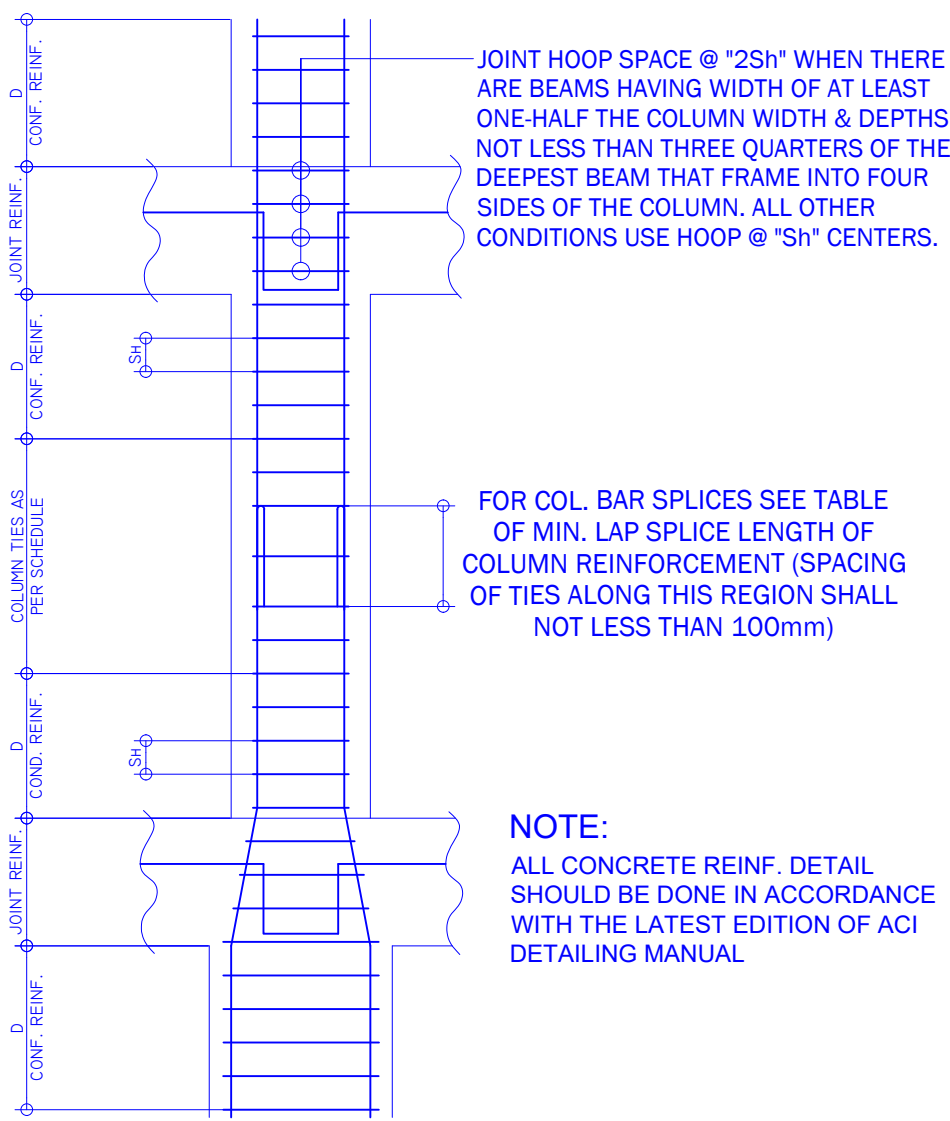 D
CONF. REINF.
JOINT REINF.
D
CONF. REINF.
COLUMN TIES AS
PER SCHEDULE
D
COND. REINF.
JOINT REINF.
D
CONF. REINF.
SH
SH
JOINT HOOP SPACE @ "2Sh" WHEN THERE
ARE BEAMS HAVING WIDTH OF AT LEAST
ONE-HALF THE COLUMN WIDTH & DEPTHS
NOT LESS THAN THREE QUARTERS OF THE
DEEPEST BEAM THAT FRAME INTO FOUR
SIDES OF THE COLUMN. ALL OTHER
CONDITIONS USE HOOP @ "Sh" CENTERS.
FOR COL. BAR SPLICES SEE TABLE
OF MIN. LAP SPLICE LENGTH OF
COLUMN REINFORCEMENT (SPACING
OF TIES ALONG THIS REGION SHALL
NOT LESS THAN 100mm)
NOTE:
ALL CONCRETE REINF. DETAIL
SHOULD BE DONE IN ACCORDANCE
WITH THE LATEST EDITION OF ACI
DETAILING MANUAL